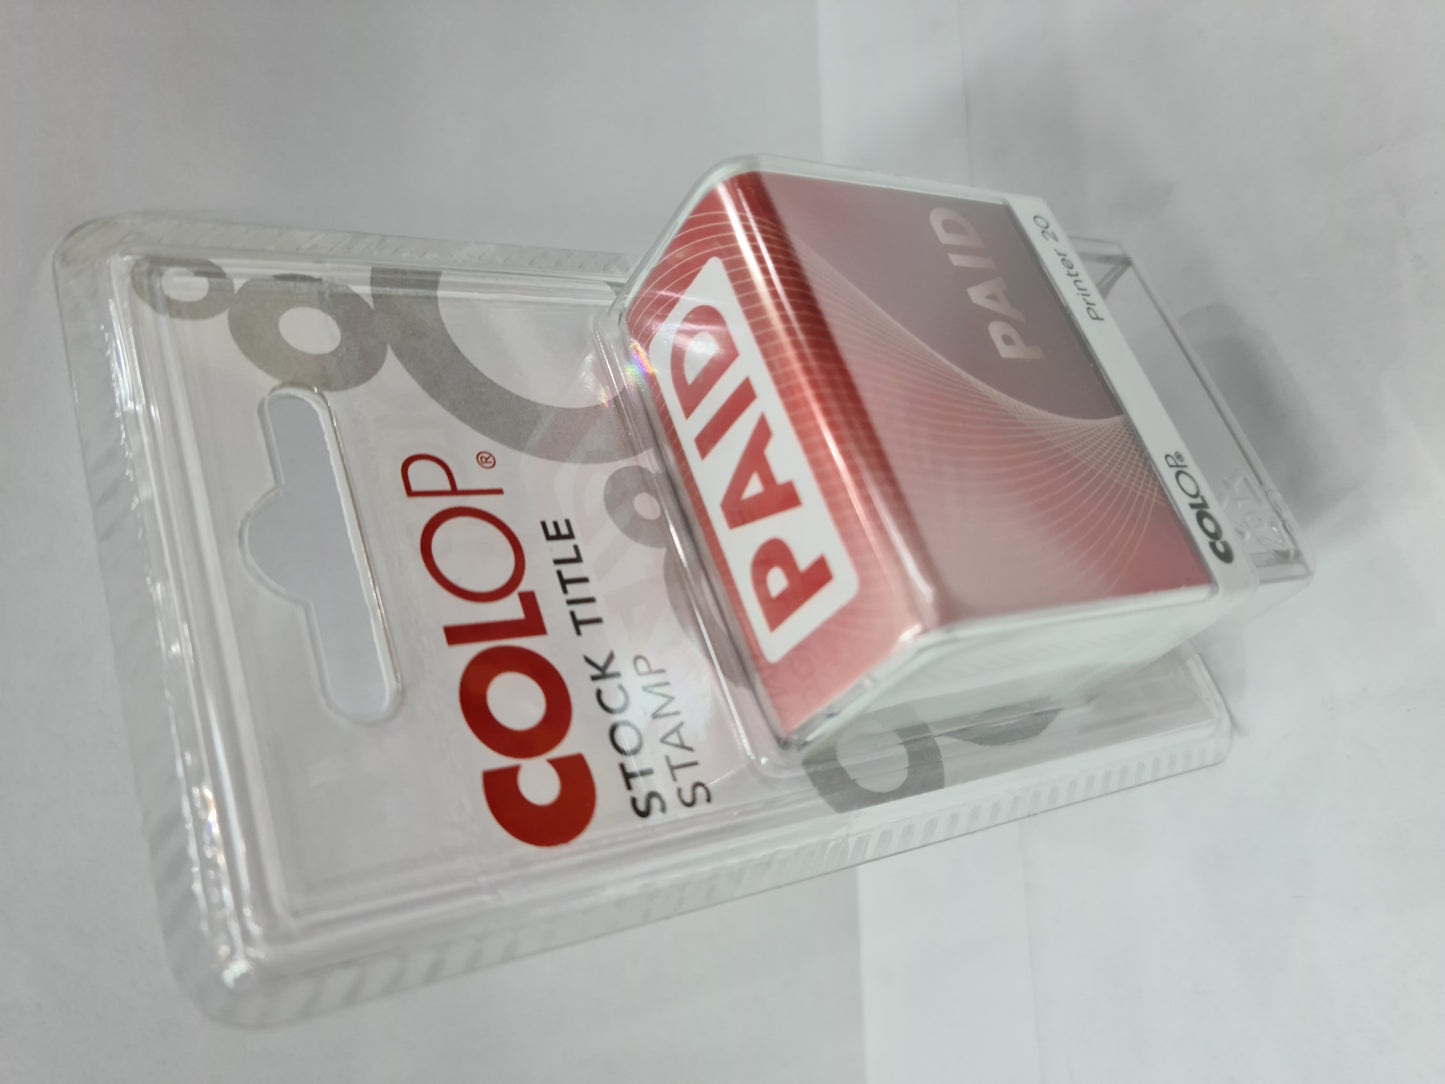 COLOP®
STOCK TITLE
STAMP
PAID
PAID
COLOP®
Printer 20